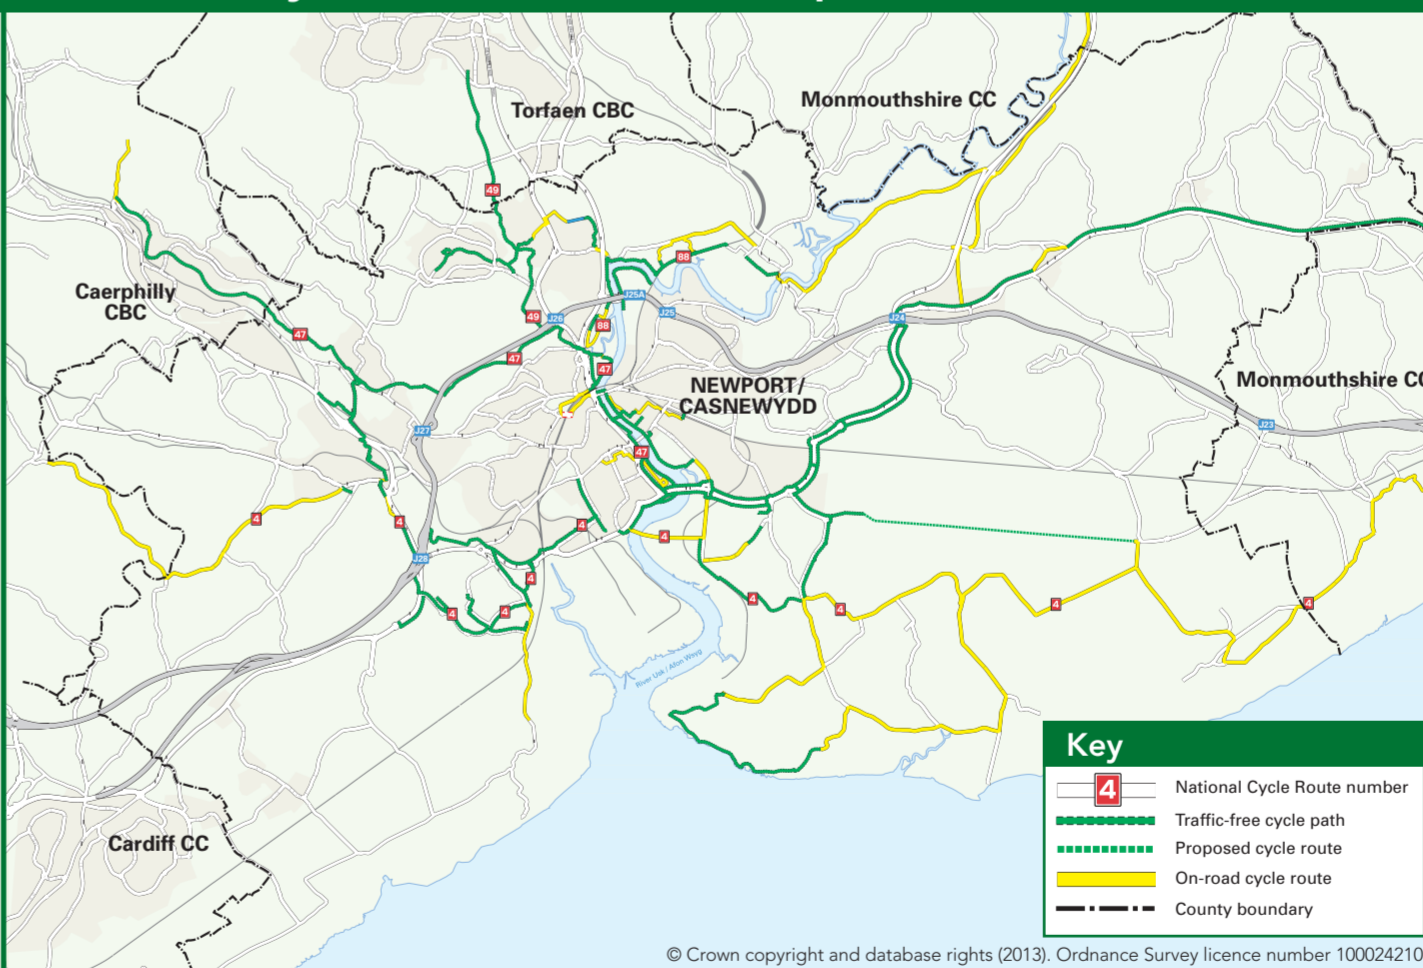 Torfaen CBC
Monmouthshire CC
49
88
Caerphilly
CBC
J25A
J25
49
J26
88
J24
47
47
47
NEWPORT/
CASNEWYDD
Monmouthshire CC
J27
J23
47
4
4
4
4
J28
4
4
4
4
4
4
4
River Usk / Afon Wysg
Cardiff CC
Key
4 National Cycle Route number
Traffic-free cycle path
Proposed cycle route
On-road cycle route
County boundary
© Crown copyright and database rights (2013). Ordnance Survey licence number 100024210